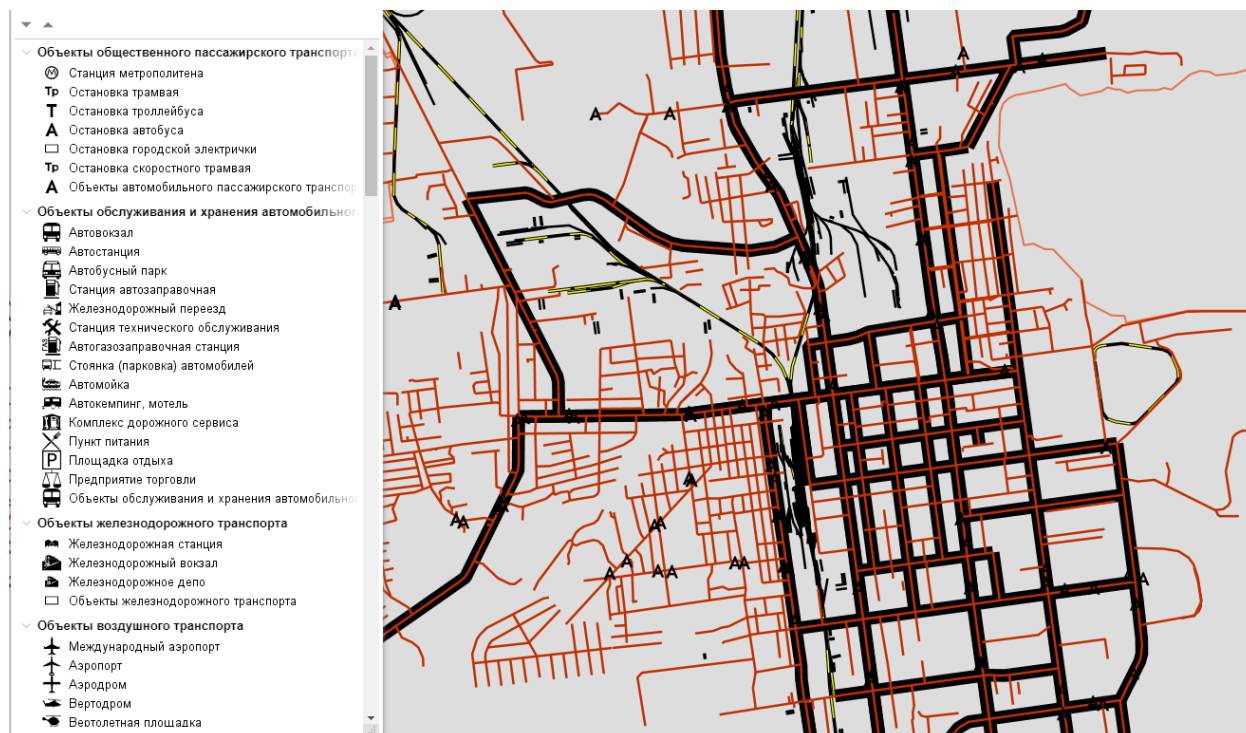 Объекты общественного пассажирского транспорта
Станция метрополитена
Тр Остановка трамвая
Т Остановка троллейбуса
А Остановка автобуса
Остановка городской электрички
Тр Остановка скоростного трамвая
А Объекты автомобильного пассажирского транспор
Объекты обслуживания и хранения автомобильног
Автовокзал
Автостанция
Автобусный парк
Станция автозаправочная
Железнодорожный переезд
Станция технического обслуживания
Автогазозаправочная станция
Стоянка (парковка) автомобилей
Автомойка
Автокемпинг, мотель
Комплекс дорожного сервиса
Пункт питания
P Площадка отдыха
Предприятие торговли
Объекты обслуживания и хранения автомобильног
Объекты железнодорожного транспорта
Железнодорожная станция
Железнодорожный вокзал
Железнодорожное депо
Объекты железнодорожного транспорта
Объекты воздушного транспорта
Международный аэропорт
Аэропорт
Аэродром
Вертодром
Вертолетная площадка